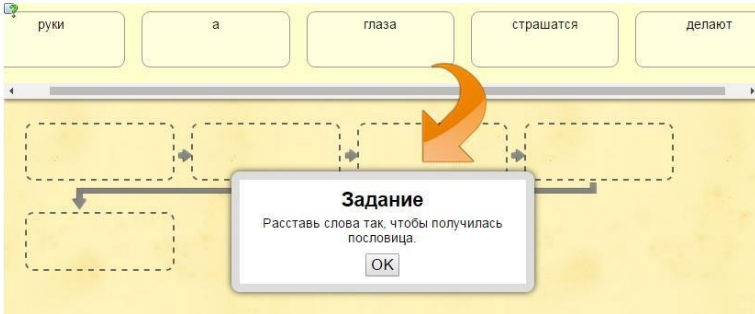 руки а глаза страшатся делают
Задание
Расставь слова так, чтобы получилась
пословица.
OK